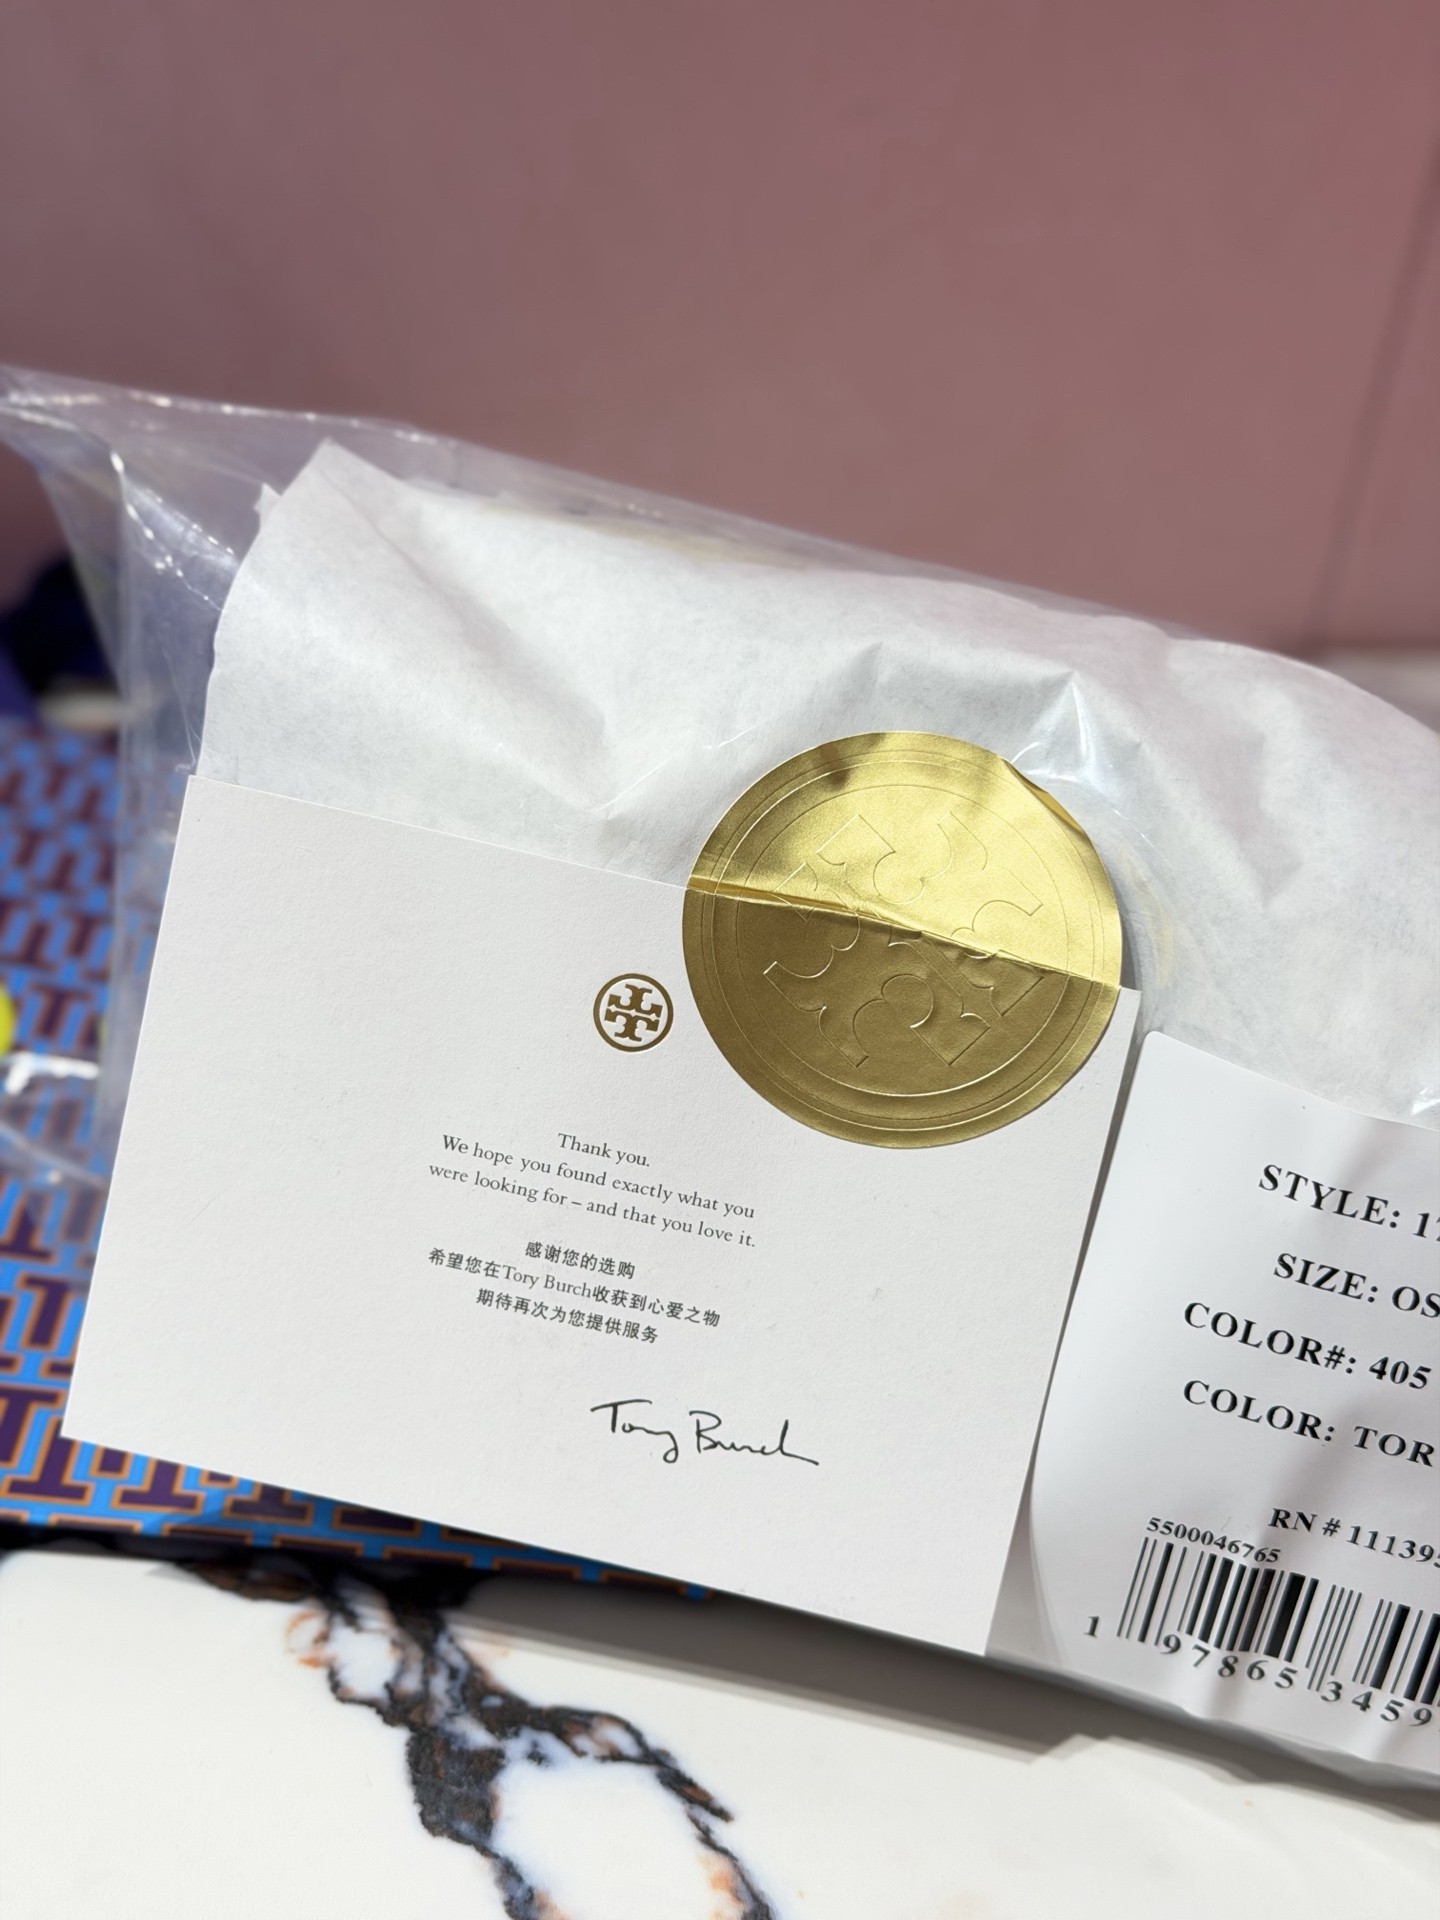 Thank you.
We hope you found exactly what you
were looking for – and that you love it.
感谢您的选购
希望您在Tory Burch收获到心爱之物
期待再次为您提供服务
Tory Burch
STYLE: 17
SIZE: OS
COLOR#: 405
COLOR: TOR
RN # 111395
5500046765
1 97865 3459